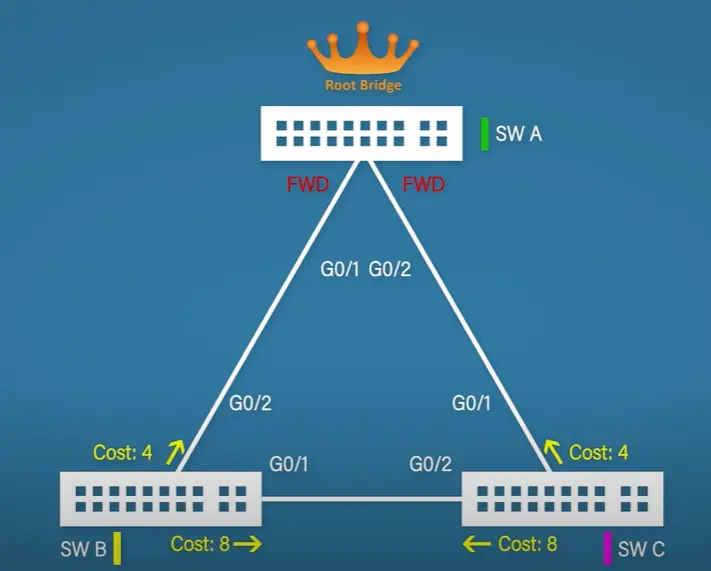 Root Bridge
SW A
FWD FWD
G0/1 G0/2
G0/2 G0/1
Cost: 4 Cost: 4
G0/1 G0/2
SW B Cost: 8 Cost: 8 SW C